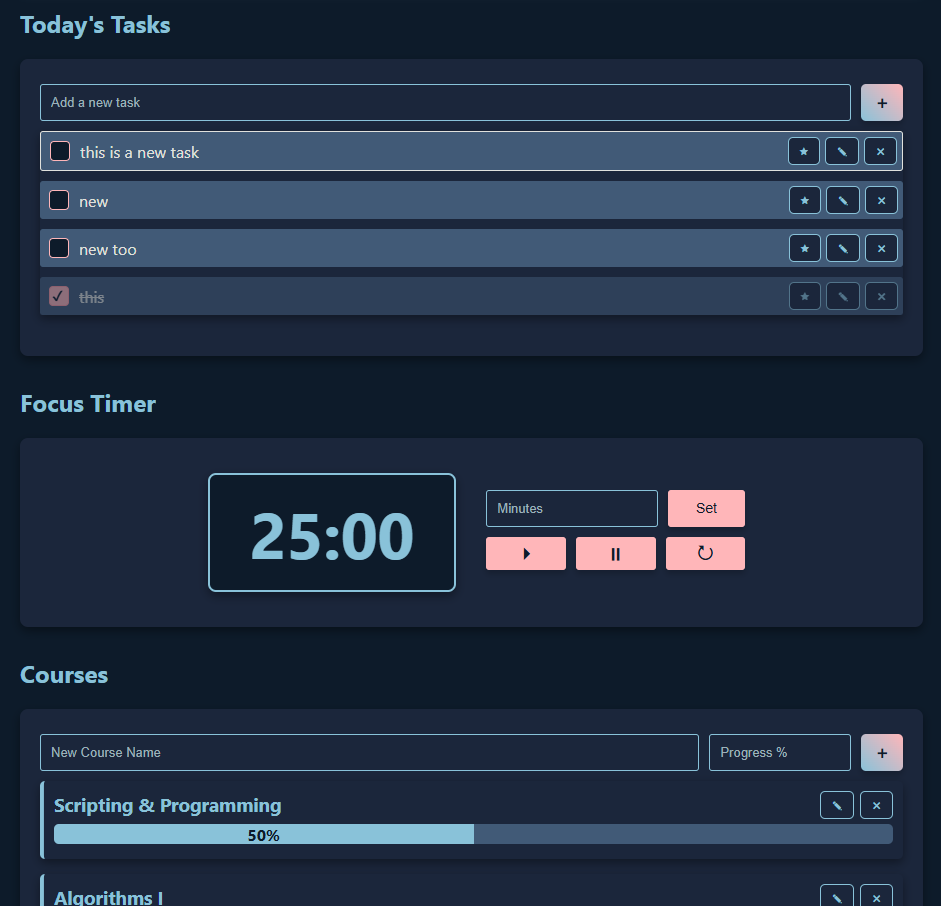 Today's Tasks
Add a new task
+
this is a new task
new
new too
this
Focus Timer
25:00
Minutes
Set
Courses
New Course Name
Progress %
+
Scripting & Programming
50%
Algorithms I